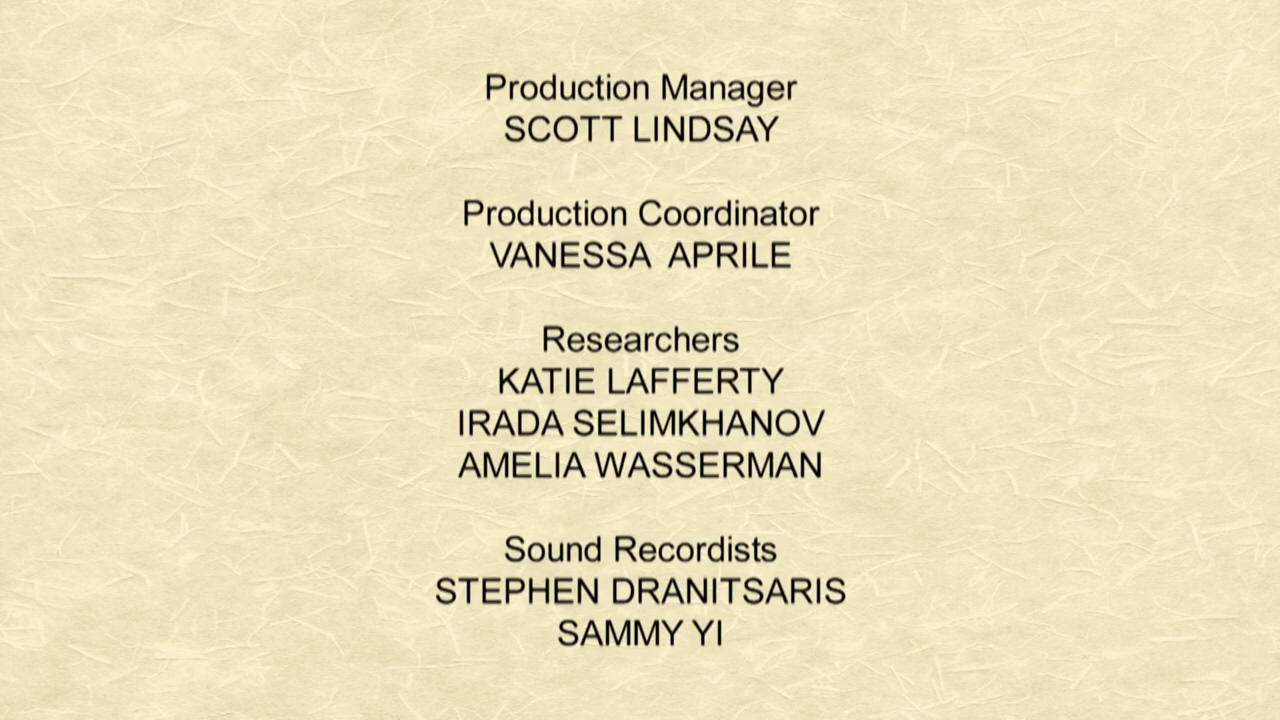 Production Manager
SCOTT LINDSAY
Production Coordinator
VANESSA  APRILE
Researchers
KATIE LAFFERTY
IRADA SELIMKHANOV
AMELIA WASSERMAN
Sound Recordists
STEPHEN DRANITSARIS
SAMMY YI